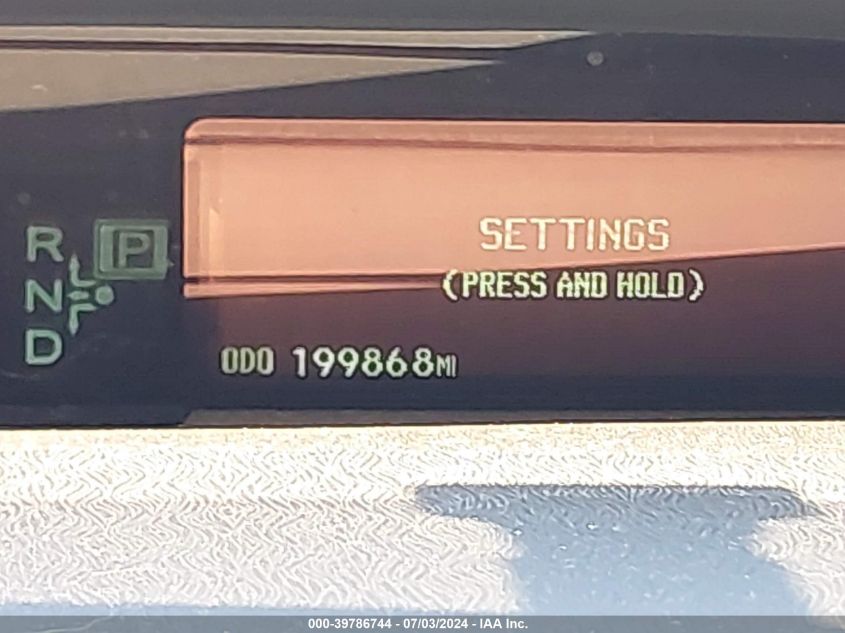 SETTINGS
R P
(PRESS AND HOLD)
N
D
ODO 199868MI
000-39786744 - 07/03/2024 - IAA Inc.